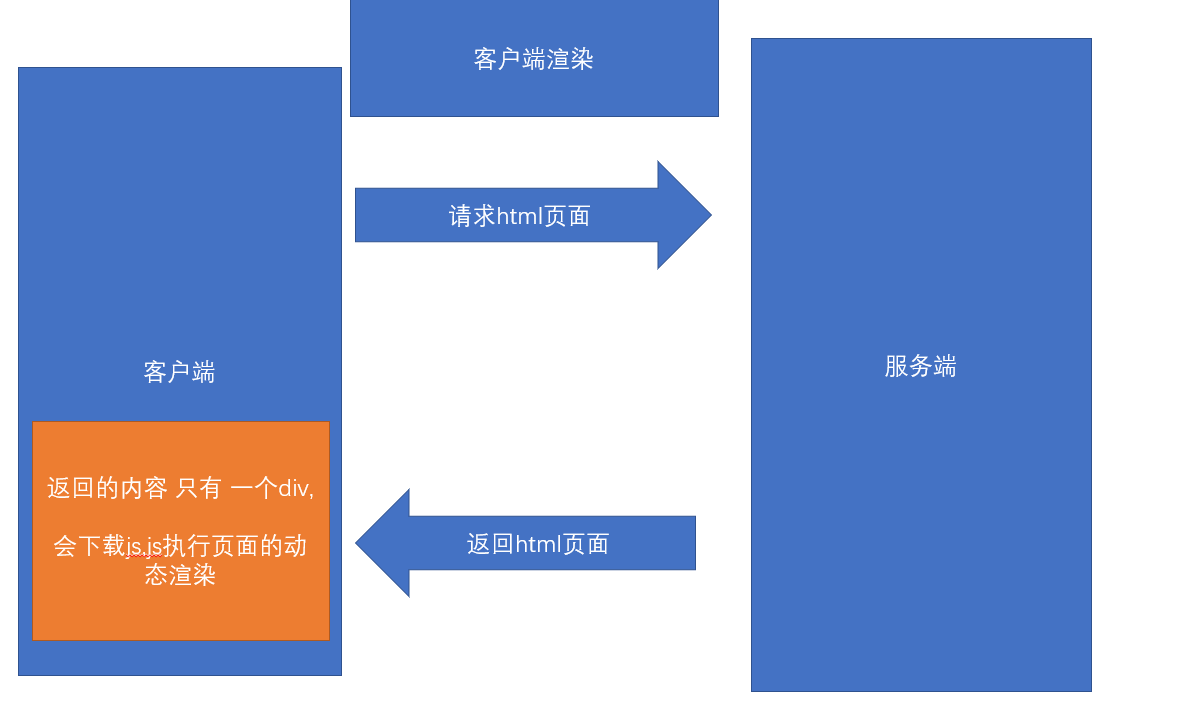 客户端渲染
请求html页面
客户端
服务端
返回的内容 只有 一个div,
会下载js,js执行页面的动
态渲染
返回html页面